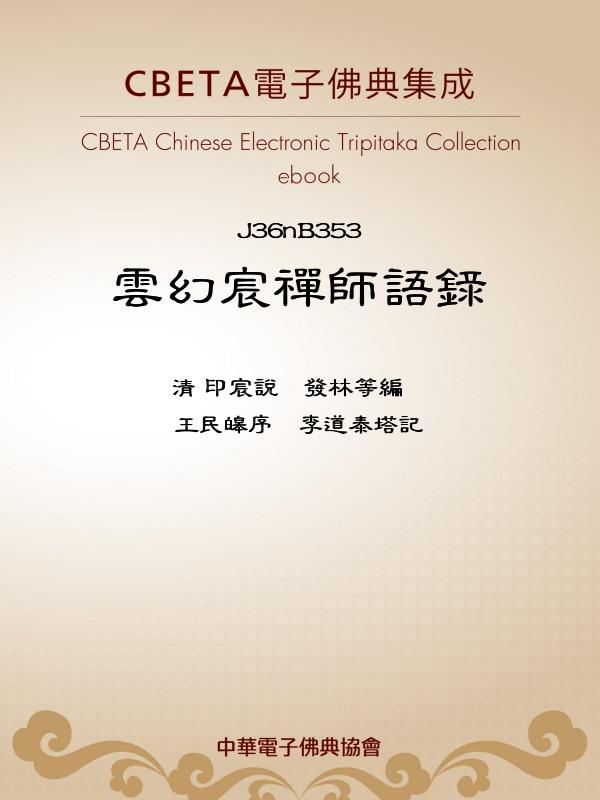 CBETA電子佛典集成
CBETA Chinese Electronic Tripitaka Collection
ebook
J36nB353
雲幻宸禪師語錄
清 印宸說 發林等編
王民皞序 李道泰塔記
中華電子佛典協會